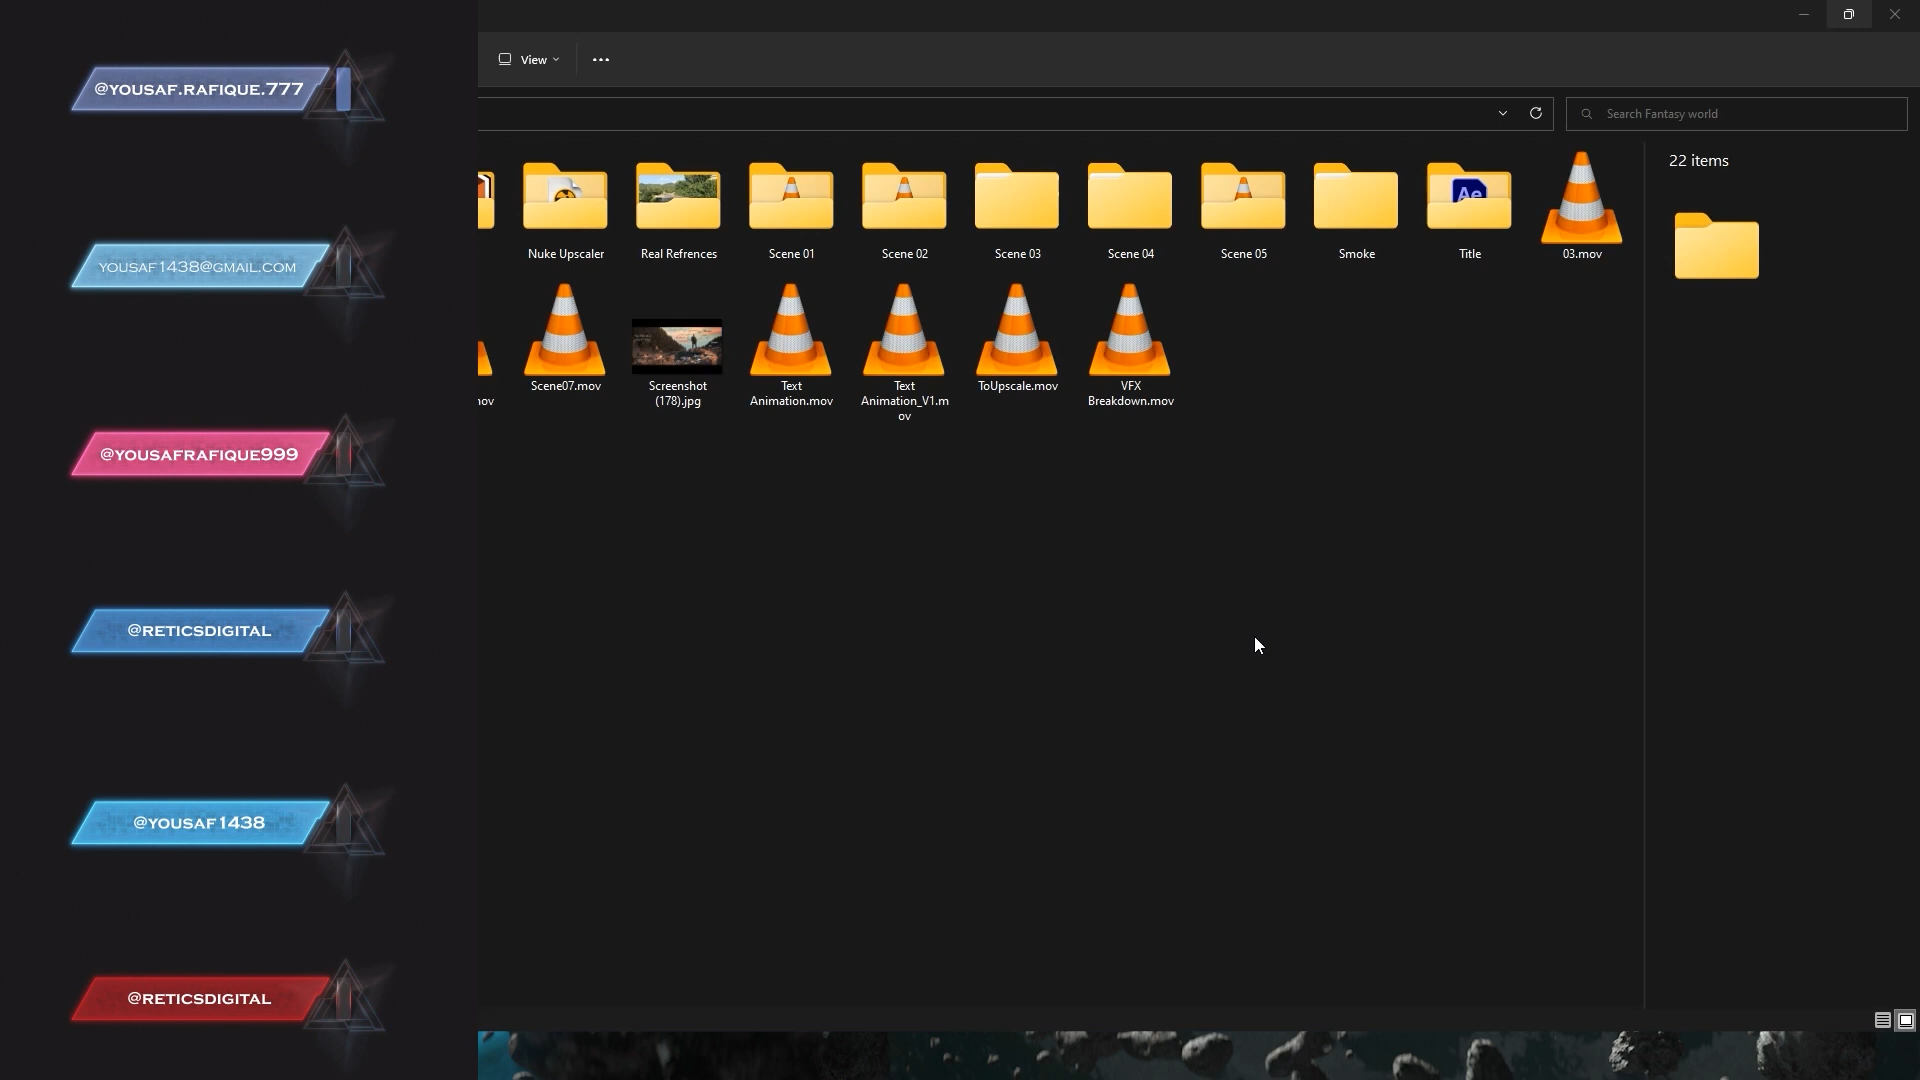 @YOUSAF.RAFIQUE.777
YOUSAF1438@GMAIL.COM
@YOUSAFRAFIQUE999
@RETICSDIGITAL
@YOUSAF1438
@RETICSDIGITAL
View
Search Fantasy world
22 items
Nuke Upscaler
Real Refrences
Scene 01
Scene 02
Scene 03
Scene 04
Scene 05
Smoke
Ae
Title
03.mov
Scene07.mov
Screenshot
(178).jpg
Text
Animation.mov
Text
Animation_V1.m
ov
ToUpscale.mov
VFX
Breakdown.mov